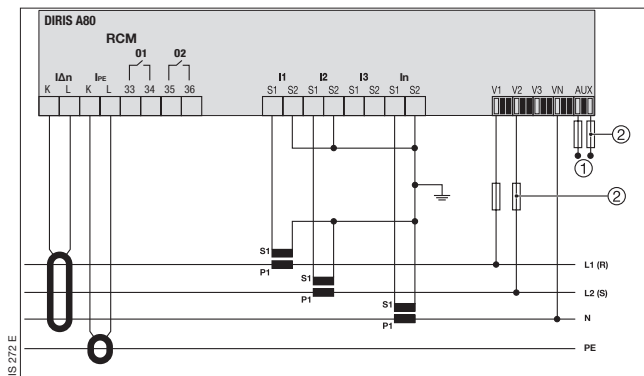 DIRIS A80
RCM
01 02
IΔn IPE I1 I2 I3 In
K L K L 33 34 35 36 S1 S2 S1 S2 S1 S2 S1 S2 V1 V2 V3 VN AUX
2
1
2
S1
P1
L1 (R)
S1
P1
L2 (S)
S1
P1
N
PE
IS 272 E